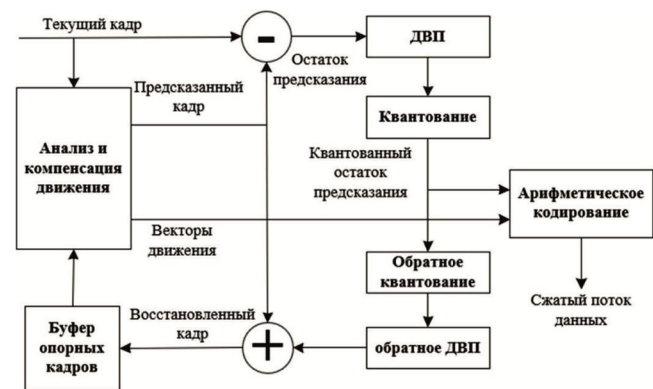 Текущий кадр
-
ДВП
Остаток
предсказания
Предсказанный
кадр
Анализ и
компенсация
движения
Квантование
Квантованный
остаток
предсказания
Арифметическое
кодирование
Векторы
движения
Обратное
квантование
Сжатый поток
данных
Восстановленный
кадр
Буфер
опорных
кадров
+
обратное ДВП